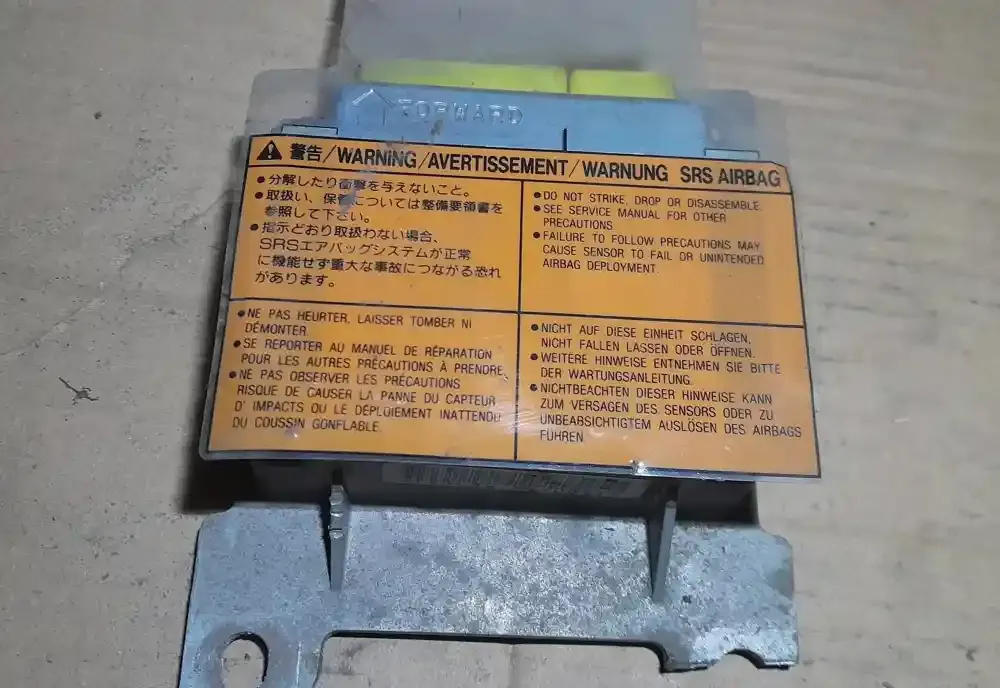 FORWARD
警告/WARNING/AVERTISSEMENT/WARNUNG SRS AIRBAG
●分解したり衝撃を与えないこと。
●取扱い、保管については整備要領書を
参照して下さい。
●指示どおり取扱わない場合、
SRSエアバッグシステムが正常
に機能せず重大な事故につながる恐れ
があります。
●DO NOT STRIKE, DROP OR DISASSEMBLE.
●SEE SERVICE MANUAL FOR OTHER
PRECAUTIONS
●FAILURE TO FOLLOW PRECAUTIONS MAY
CAUSE SENSOR TO FAIL OR UNINTENDED
AIRBAG DEPLOYMENT.
●NE PAS HEURTER, LAISSER TOMBER NI
DÉMONTER.
●SE REPORTER AU MANUEL DE RÉPARATION
POUR LES AUTRES PRÉCAUTIONS À PRENDRE.
●NE PAS OBSERVER LES PRÉCAUTIONS
RISQUE DE CAUSER LA PANNE DU CAPTEUR
D' IMPACTS OU LE DÉPLOIEMENT INATTENDU
DU COUSSIN GONFLABLE.
●NICHT AUF DIESE EINHEIT SCHLAGEN,
NICHT FALLEN LASSEN ODER ÖFFNEN.
●WEITERE HINWEISE ENTNEHMEN SIE BITTE
DER WARTUNGSANLEITUNG.
●NICHTBEACHTEN DIESER HINWEISE KANN
ZUM VERSAGEN DES SENSORS ODER ZU
UNBEABSICHTIGTEM AUSLÖSEN DES AIRBAGS
FÜHREN